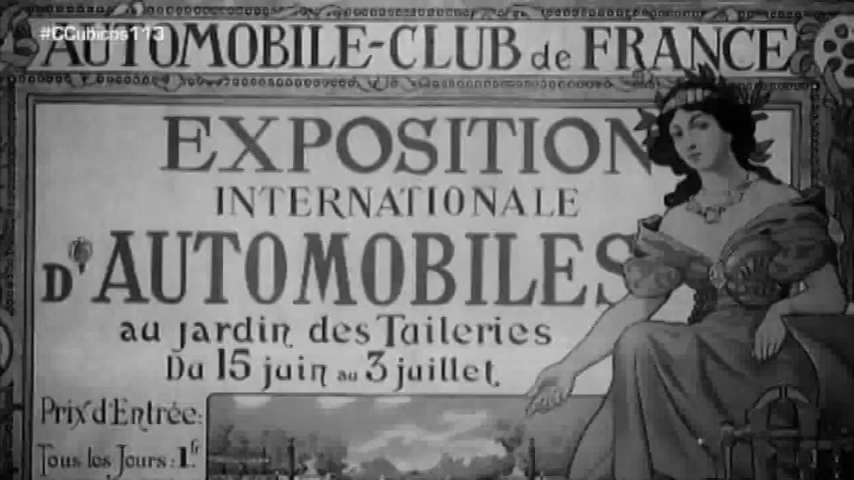 #CCubicos113
AUTOMOBILE-CLUB de FRANCE
EXPOSITION
INTERNATIONALE
D'AUTOMOBILES
au jardin des Tuileries
Du 15 juin au 3 juillet.
Prix d'Entrée:
Tous les Jours: 1fr